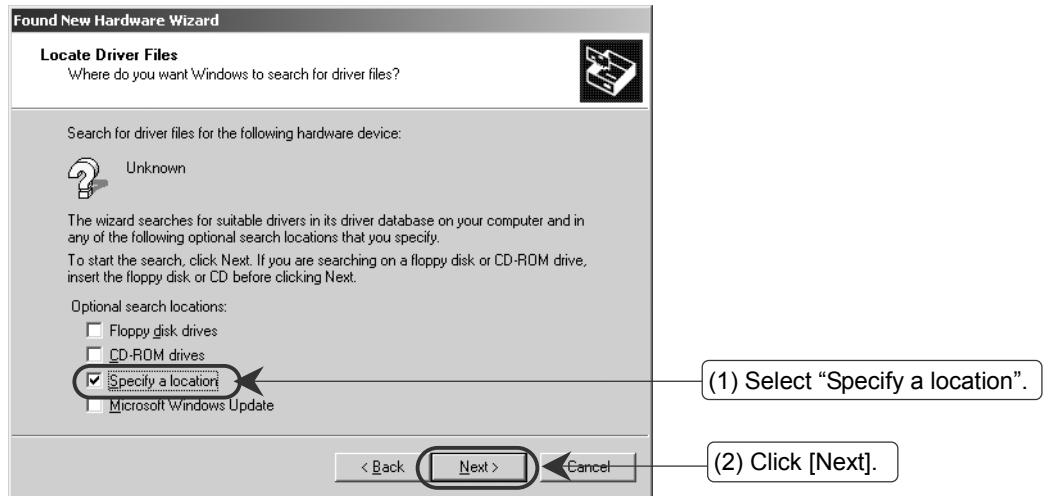 Found New Hardware Wizard
Locate Driver Files
Where do you want Windows to search for driver files?
Search for driver files for the following hardware device:
Unknown
The wizard searches for suitable drivers in its driver database on your computer and in
any of the following optional search locations that you specify.
To start the search, click Next. If you are searching on a floppy disk or CD-ROM drive,
insert the floppy disk or CD before clicking Next.
Optional search locations:
Floppy disk drives
CD-ROM drives
Specify a location
(1) Select “Specify a location”.
Microsoft Windows Update
< Back Next > Cancel
(2) Click [Next].